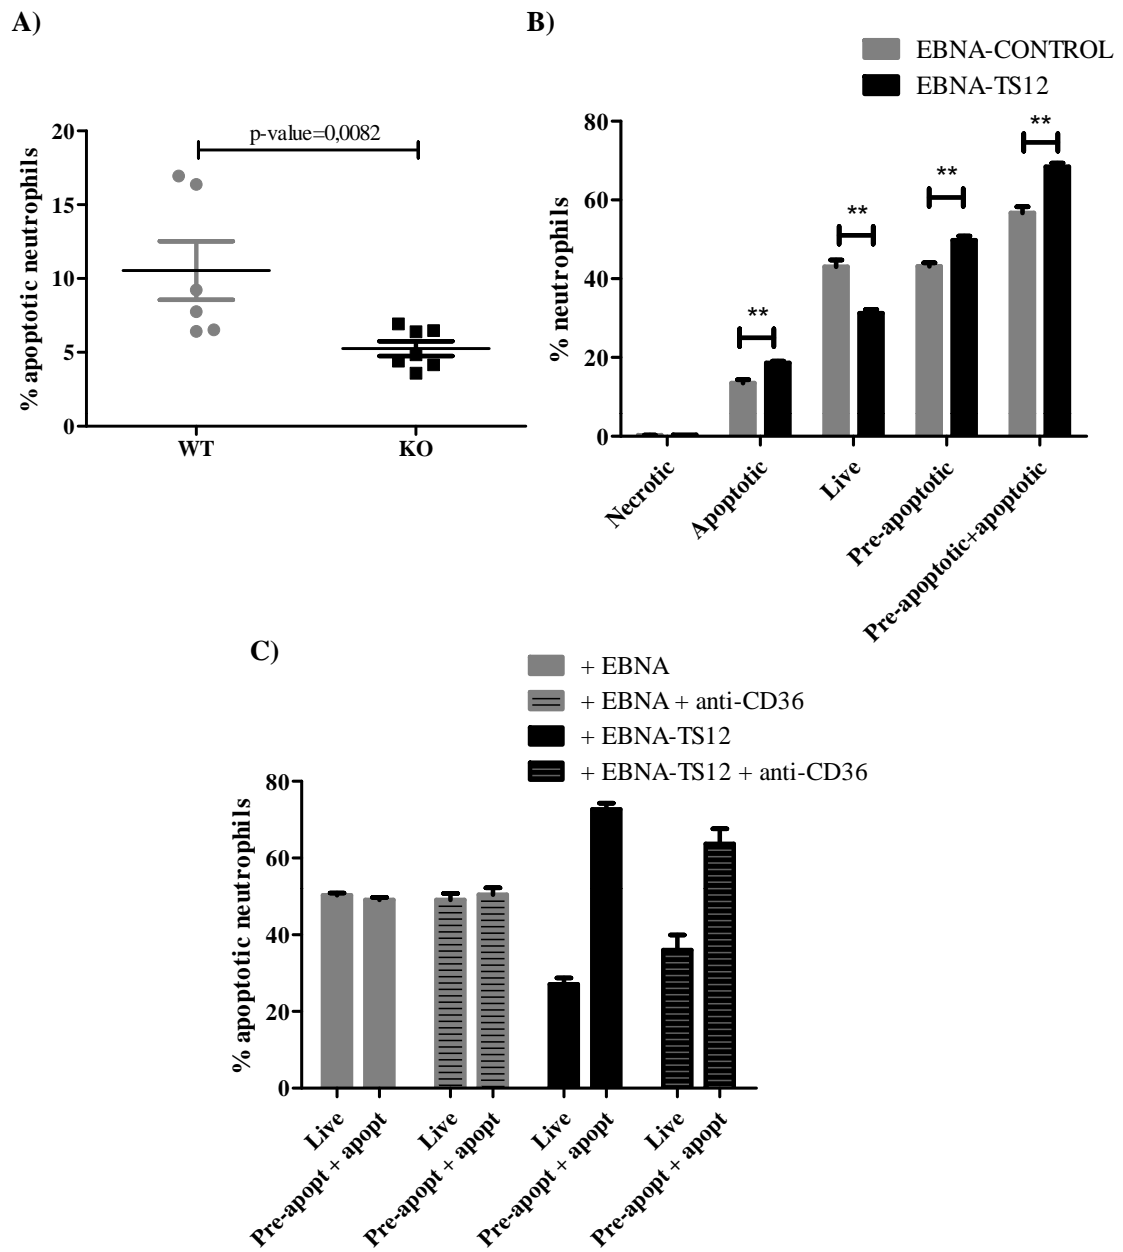 A)
p-value=0,0082
% apoptotic neutrophils
20
15
10
5
0
WT
KO
B)
EBNA-CONTROL
EBNA-TS12
% neutrophils
80
60
40
20
0
**
**
**
**
Necrotic
Apoptotic
Live
Pre-apoptotic
Pre-apoptotic+apoptotic
C)
+ EBNA
+ EBNA + anti-CD36
+ EBNA-TS12
+ EBNA-TS12 + anti-CD36
% apoptotic neutrophils
80
60
40
20
0
Live
Pre-apopt + apopt
Live
Pre-apopt + apopt
Live
Pre-apopt + apopt
Live
Pre-apopt + apopt